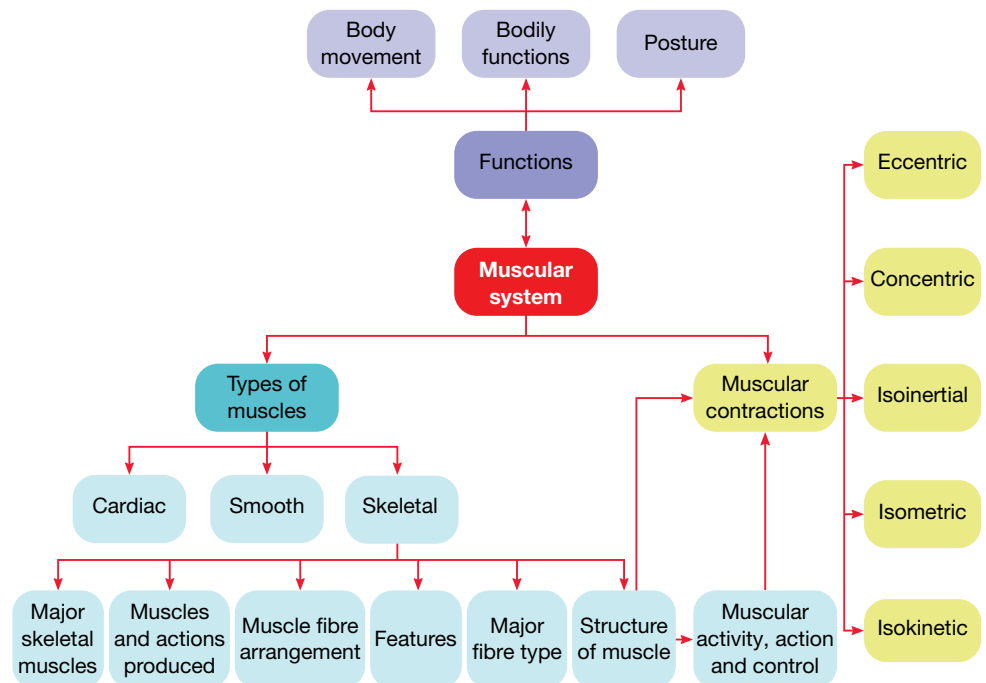 Body
movement
Bodily
functions
Posture
Functions
Eccentric
Muscular
system
Concentric
Types of
muscles
Muscular
contractions
Isoinertial
Cardiac
Smooth
Skeletal
Isometric
Major
skeletal
muscles
Muscles
and actions
produced
Muscle fibre
arrangement
Features
Major
fibre type
Structure
of muscle
Muscular
activity, action
and control
Isokinetic